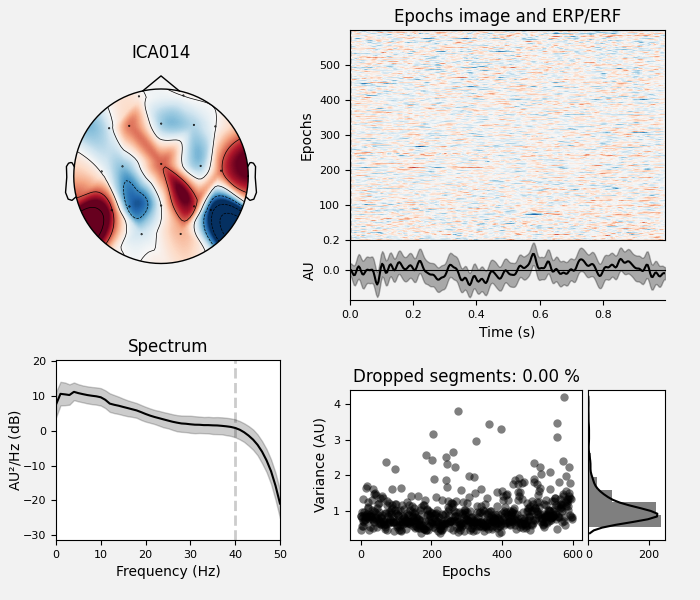 ICA014
Epochs image and ERP/ERF
Epochs
500
400
300
200
100
0.2
AU
0.0
0.0 0.2 0.4 0.6 0.8
Time (s)
Spectrum
AU²/Hz (dB)
20
10
0
−10
−20
−30
0 10 20 30 40 50
Frequency (Hz)
Dropped segments: 0.00 %
Variance (AU)
4
3
2
1
0 200 400 600
Epochs
0 200